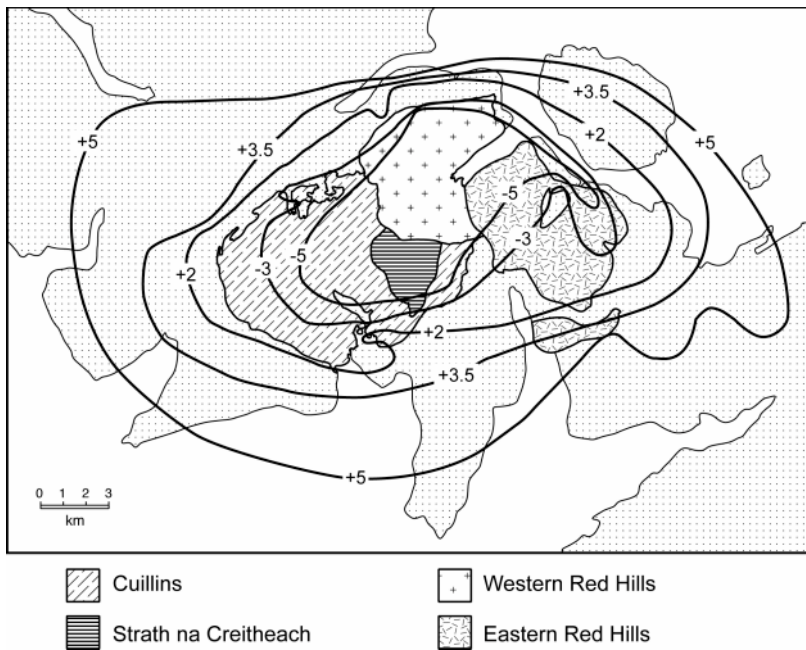 +3.5
+2
+5
+5
+3.5
-5
-3
+2
-3
-5
+2
+3.5
+5
0 1 2 3
km
Cuillins
Western Red Hills
Strath na Creitheach
Eastern Red Hills